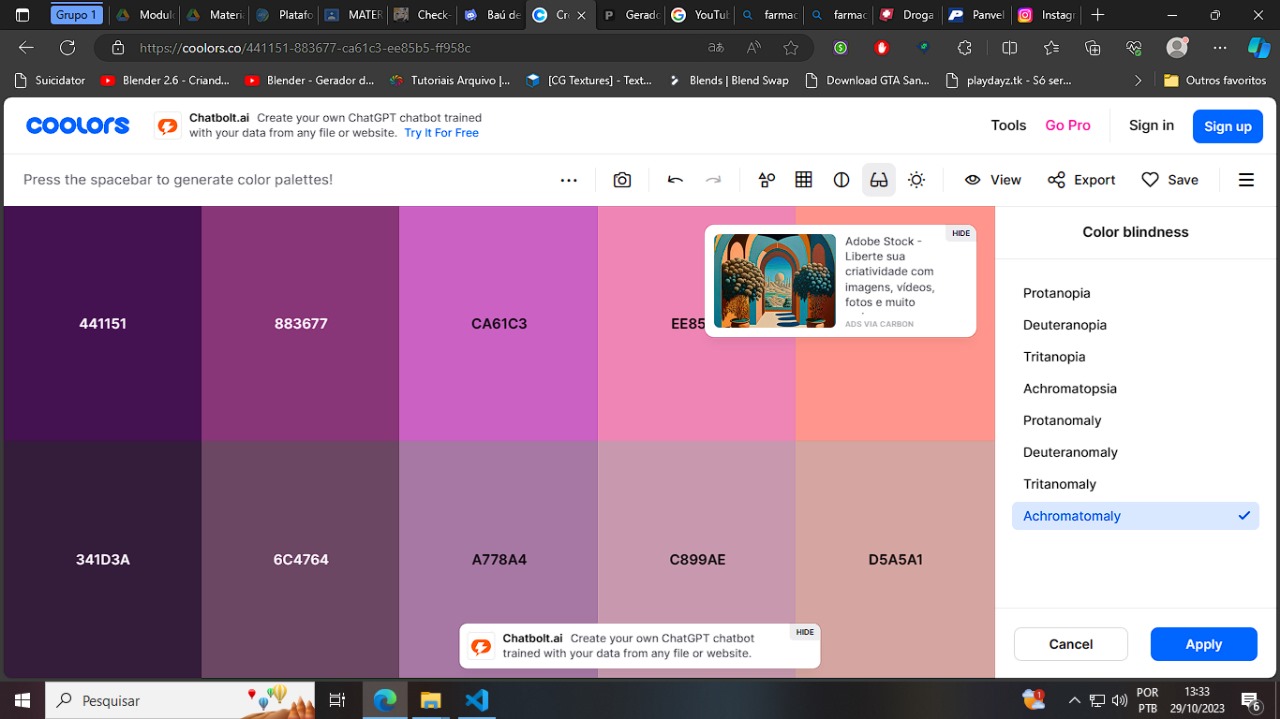 Grupo 1
Modulo
Materia
Platafo
MATER
Check-
Baú de
Co
Gerado
YouTub
farmac
farmac
Droga
Panvel
Instagr
https://coolors.co/441151-883677-ca61c3-ee85b5-ff958c
Suicidator
Blender 2.6 - Criand...
Blender - Gerador d...
Tutoriais Arquivo |...
[CG Textures] - Text...
Blends | Blend Swap
Download GTA San...
playdayz.tk - Só ser...
Outros favoritos
coolors
Chatbolt.ai Create your own ChatGPT chatbot trained
with your data from any file or website. Try It For Free
Tools
Go Pro
Sign in
Sign up
Press the spacebar to generate color palettes!
View
Export
Save
HIDE
Adobe Stock -
Liberte sua
criatividade com
imagens, vídeos,
fotos e muito
ADS VIA CARBON
441151
883677
CA61C3
EE85
341D3A
6C4764
A778A4
C899AE
D5A5A1
Chatbolt.ai Create your own ChatGPT chatbot
trained with your data from any file or website.
HIDE
Color blindness
Protanopia
Deuteranopia
Tritanopia
Achromatopsia
Protanomaly
Deuteranomaly
Tritanomaly
Achromatomaly
Cancel
Apply
Pesquisar
1
POR
PTB
13:33
29/10/2023
6